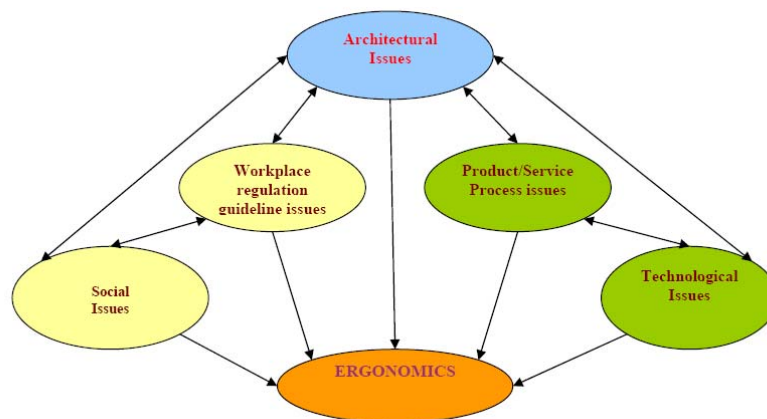 Architectural
Issues
Workplace
regulation
guideline issues
Product/Service
Process issues
Social
Issues
Technological
Issues
ERGONOMICS